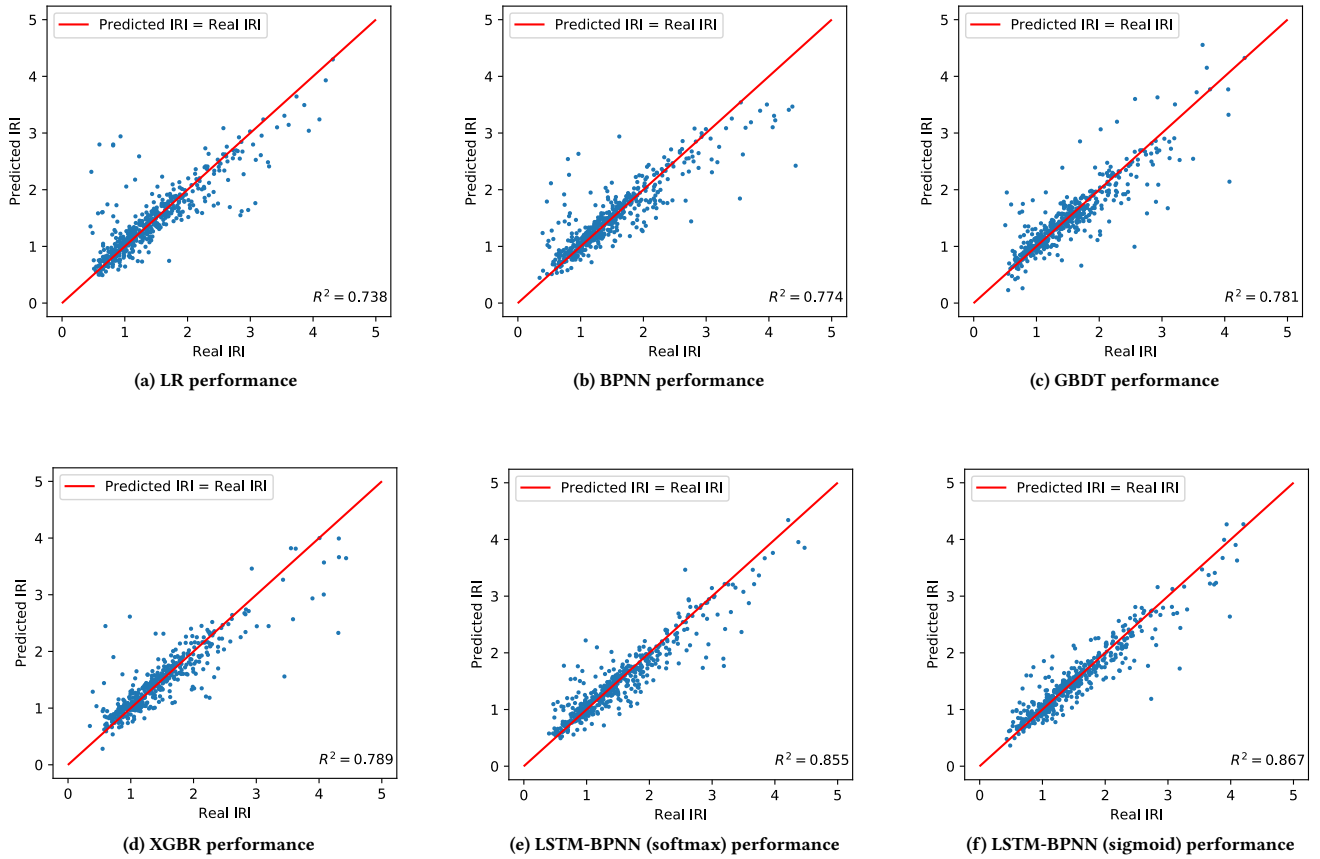 Predicted IRI = Real IRI
5
4
3
2
1
0
Predicted IRI
R² = 0.738
0 1 2 3 4 5
Real IRI
(a) LR performance
Predicted IRI = Real IRI
5
4
3
2
1
0
Predicted IRI
R² = 0.774
0 1 2 3 4 5
Real IRI
(b) BPNN performance
Predicted IRI = Real IRI
5
4
3
2
1
0
Predicted IRI
R² = 0.781
0 1 2 3 4 5
Real IRI
(c) GBDT performance
Predicted IRI = Real IRI
5
4
3
2
1
0
Predicted IRI
R² = 0.789
0 1 2 3 4 5
Real IRI
(d) XGBR performance
Predicted IRI = Real IRI
5
4
3
2
1
0
Predicted IRI
R² = 0.855
0 1 2 3 4 5
Real IRI
(e) LSTM-BPNN (softmax) performance
Predicted IRI = Real IRI
5
4
3
2
1
0
Predicted IRI
R² = 0.867
0 1 2 3 4 5
Real IRI
(f) LSTM-BPNN (sigmoid) performance